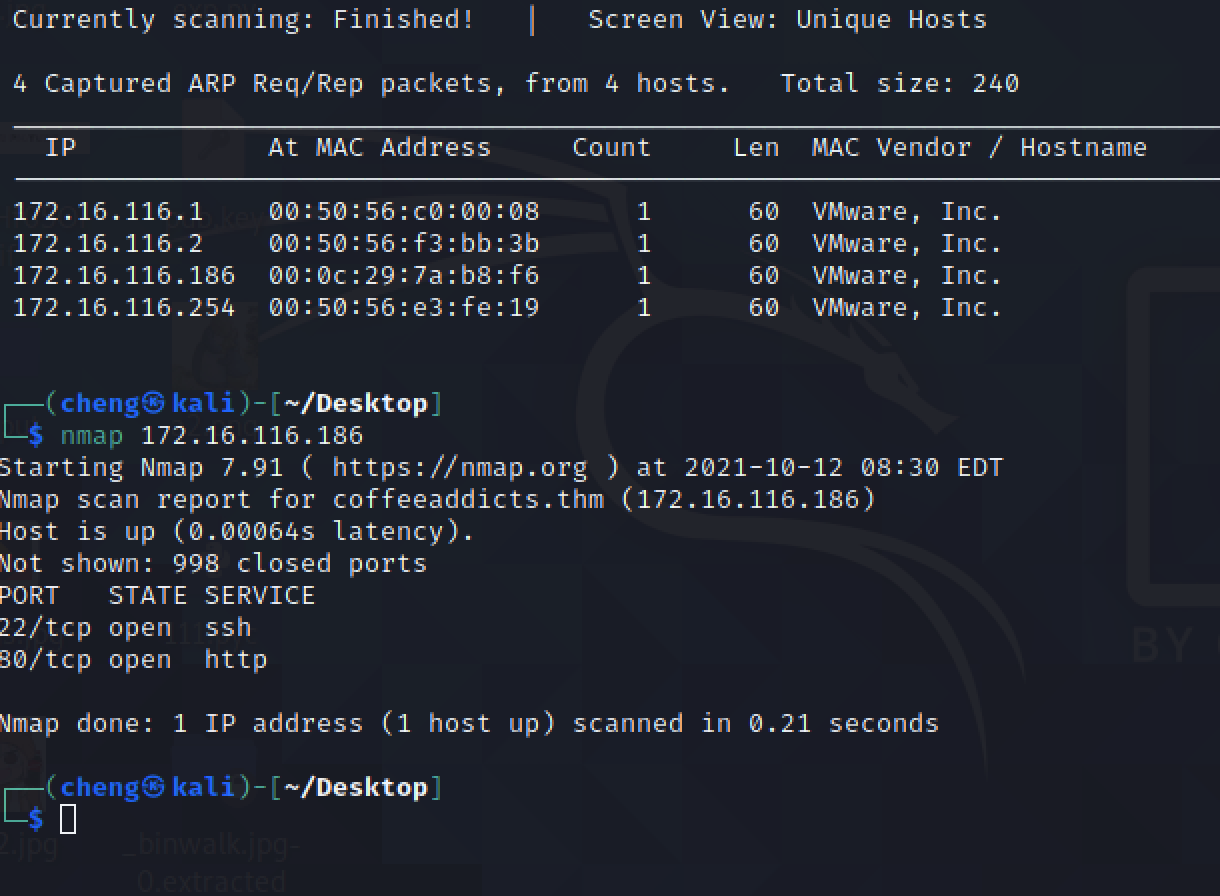 Currently scanning: Finished!   |   Screen View: Unique Hosts
4 Captured ARP Req/Rep packets, from 4 hosts.   Total size: 240
IP            At MAC Address     Count     Len  MAC Vendor / Hostname
172.16.116.1    00:50:56:c0:00:08      1      60  VMware, Inc.
172.16.116.2    00:50:56:f3:bb:3b      1      60  VMware, Inc.
172.16.116.186  00:0c:29:7a:b8:f6      1      60  VMware, Inc.
172.16.116.254  00:50:56:e3:fe:19      1      60  VMware, Inc.
(cheng㉿kali)-[~/Desktop]
$ nmap 172.16.116.186
Starting Nmap 7.91 ( https://nmap.org ) at 2021-10-12 08:30 EDT
Nmap scan report for coffeeaddicts.thm (172.16.116.186)
Host is up (0.00064s latency).
Not shown: 998 closed ports
PORT   STATE SERVICE
22/tcp open  ssh
80/tcp open  http
Nmap done: 1 IP address (1 host up) scanned in 0.21 seconds
(cheng㉿kali)-[~/Desktop]
$
2.jpg
_binwalk.jpg-
0.extracted
BY